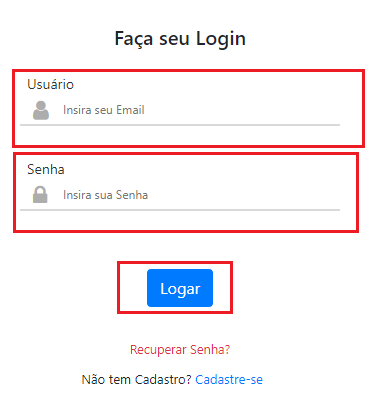 Faça seu Login
Usuário
Insira seu Email
Senha
Insira sua Senha
Logar
Recuperar Senha?
Não tem Cadastro? Cadastre-se